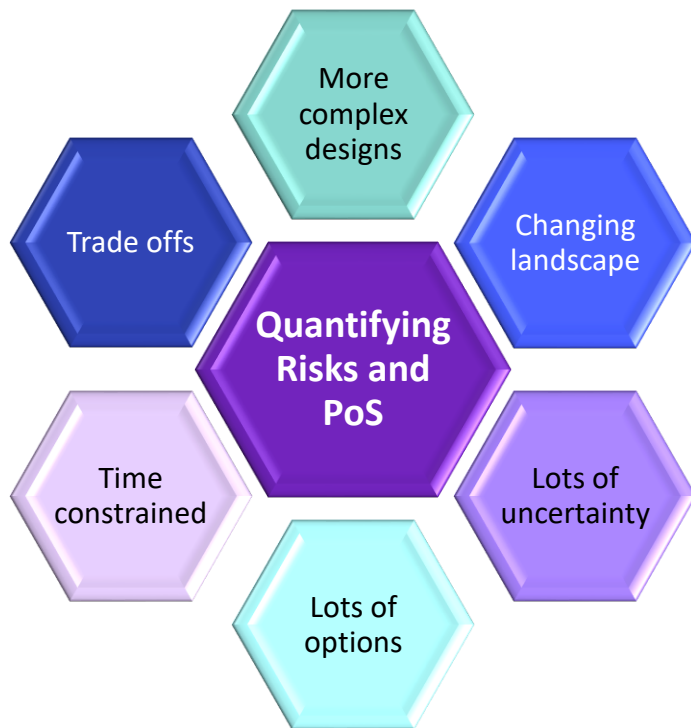 More
complex
designs
Trade offs
Changing
landscape
Quantifying
Risks and
PoS
Time
constrained
Lots of
uncertainty
Lots of
options